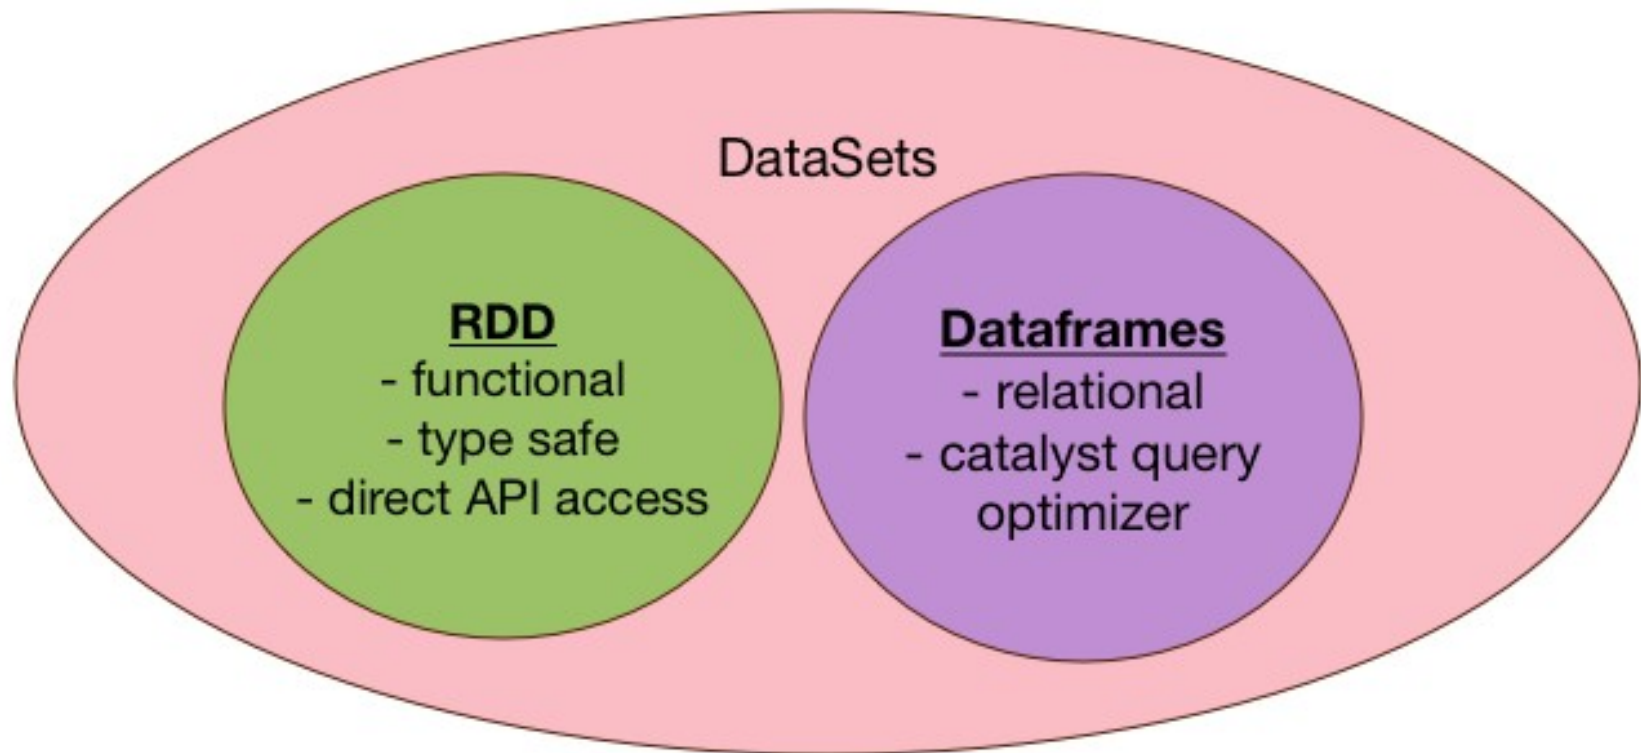 DataSets
RDD
- functional
- type safe
- direct API access
Dataframes
- relational
- catalyst query
optimizer